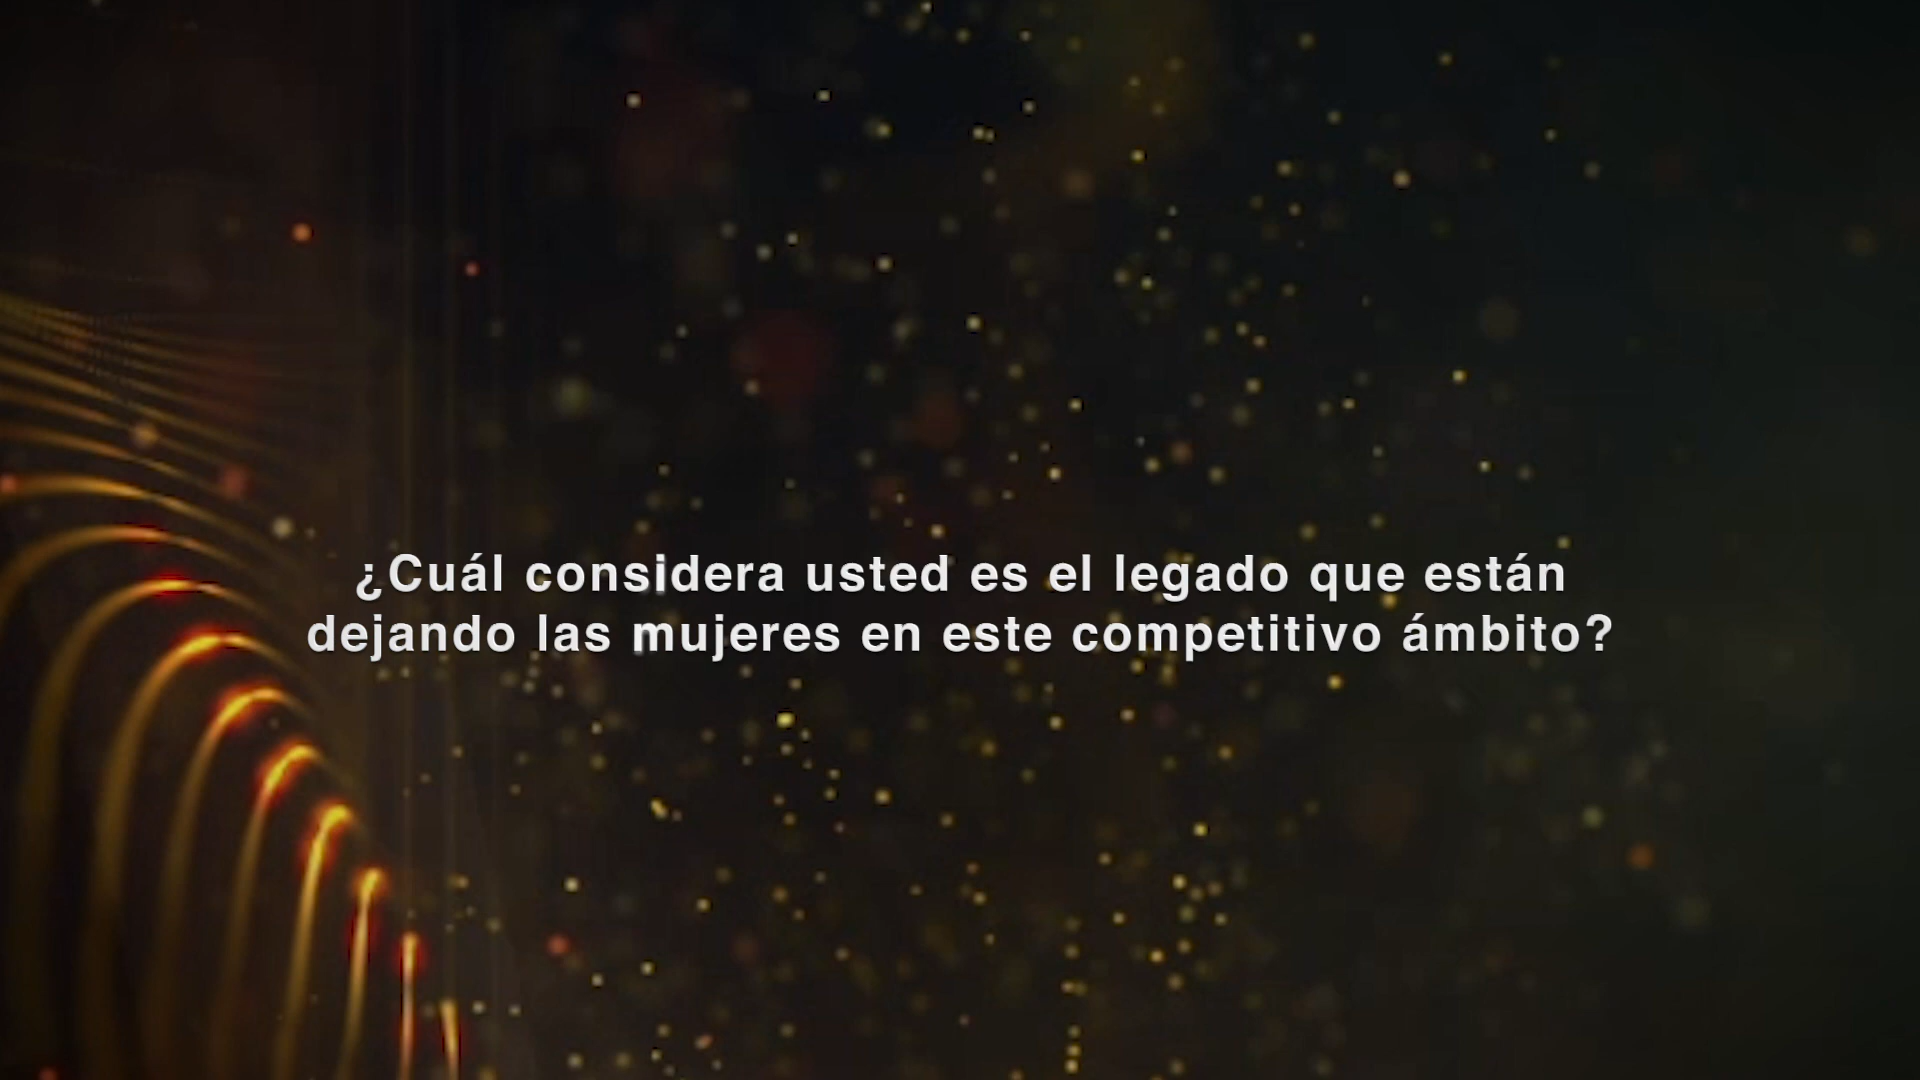 ¿Cuál considera usted es el legado que están
dejando las mujeres en este competitivo ámbito?